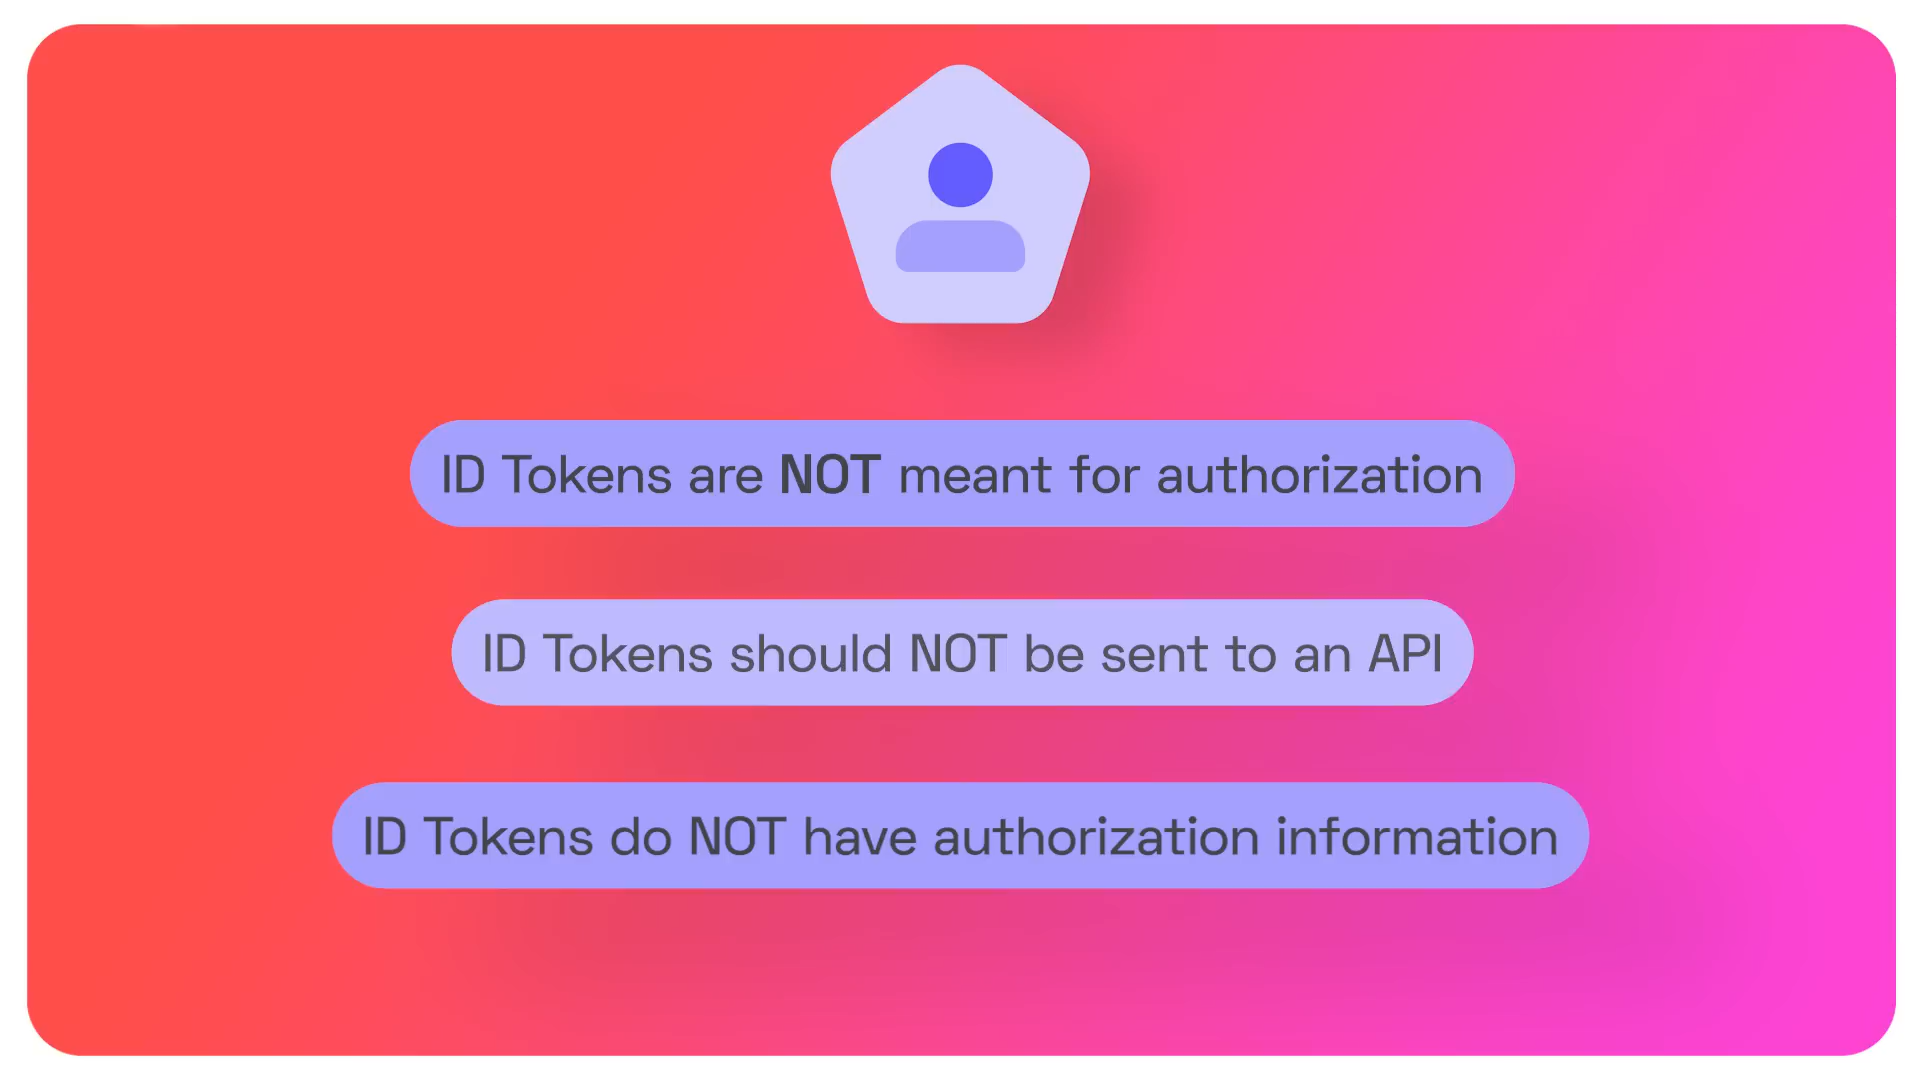 ID Tokens are NOT meant for authorization
ID Tokens should NOT be sent to an API
ID Tokens do NOT have authorization information